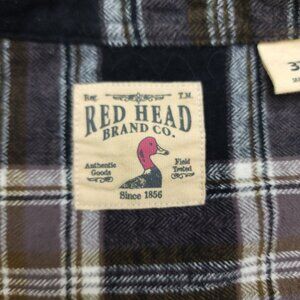 Reg. T.M.
RED HEAD
BRAND CO.
Authentic Goods
Field Tested
Since 1856